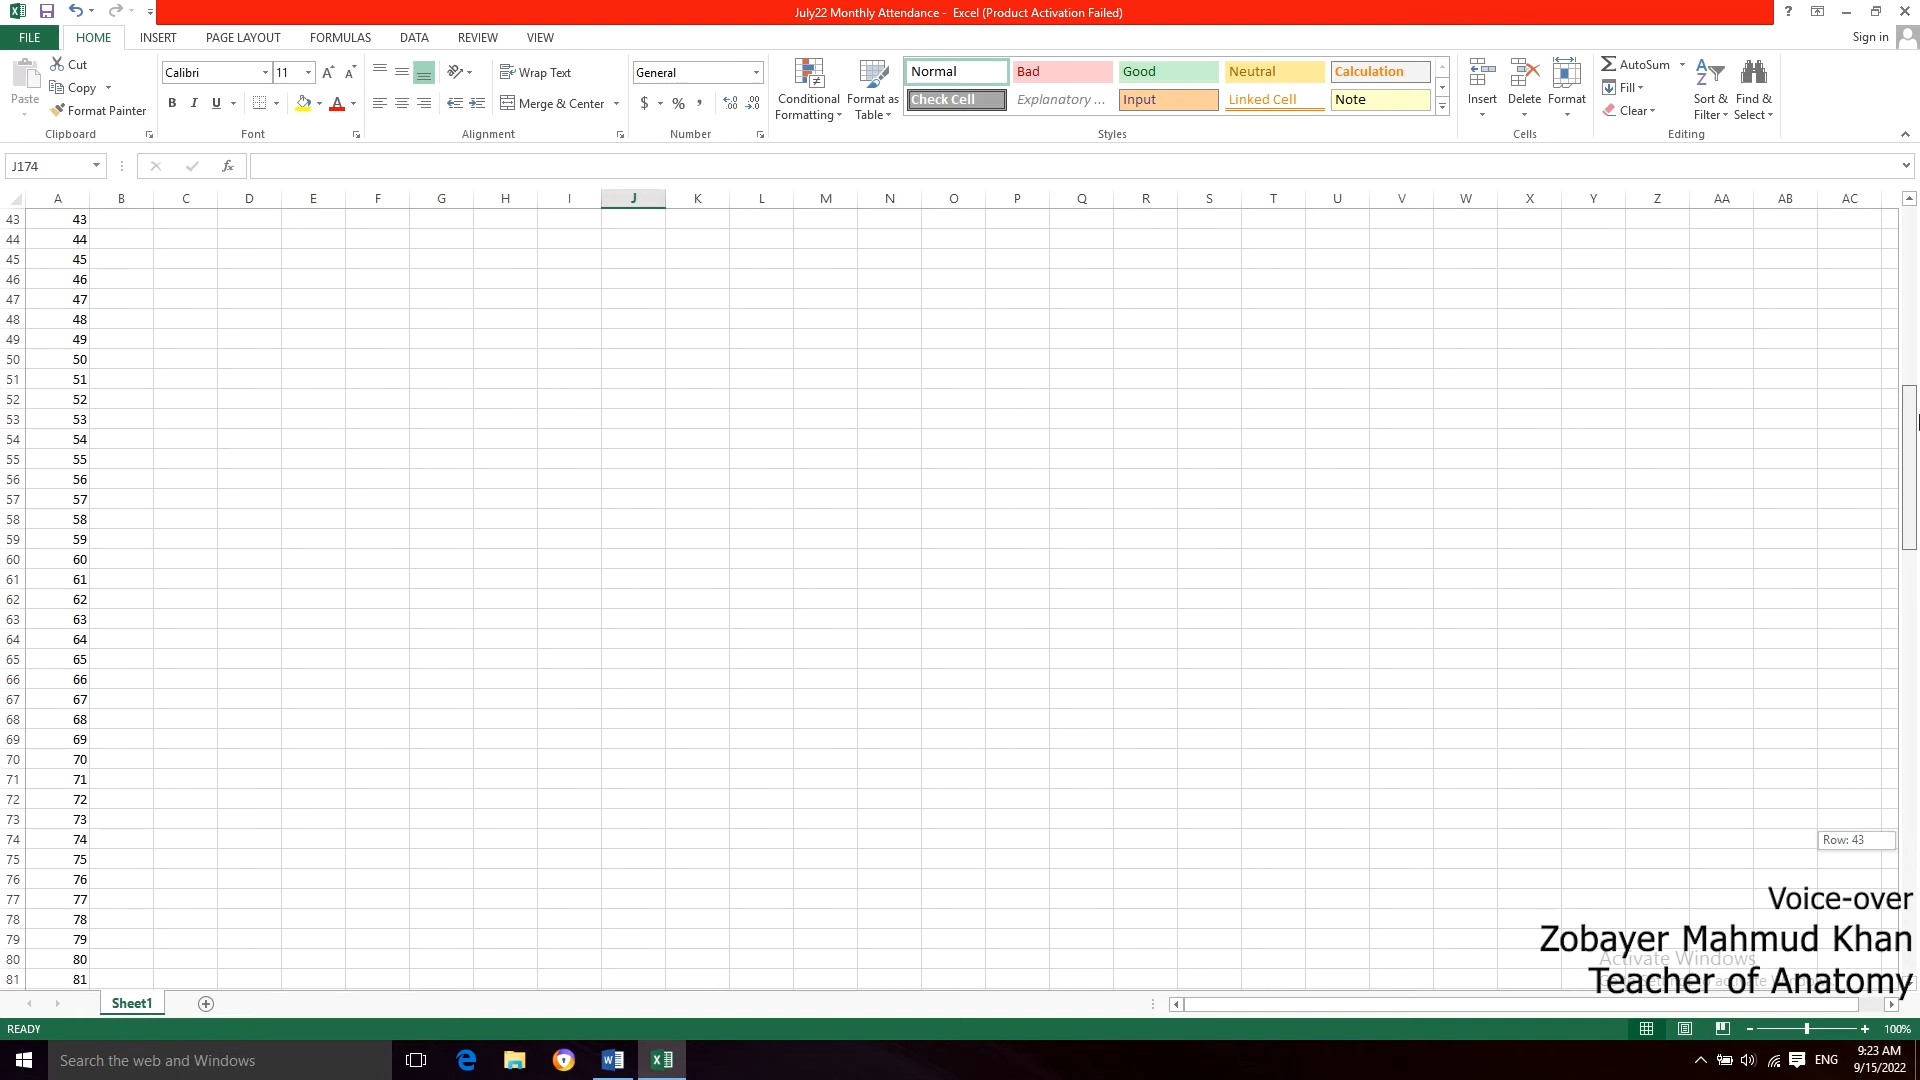 July22 Monthly Attendance - Excel (Product Activation Failed)
?
FILE HOME INSERT PAGE LAYOUT FORMULAS DATA REVIEW VIEW Sign in
Paste
Cut
Copy
Format Painter
Clipboard
Calibri 11
B I U
Font
Wrap Text
Merge & Center
Alignment
General
$ % ,
Number
Conditional Formatting
Format as Table
Normal Bad Good Neutral Calculation
Check Cell Explanatory ... Input Linked Cell Note
Styles
Insert Delete Format
Cells
AutoSum
Fill
Clear
Sort & Filter
Find & Select
Editing
J174
fx
A B C D E F G H I J K L M N O P Q R S T U V W X Y Z AA AB AC
43 43
44 44
45 45
46 46
47 47
48 48
49 49
50 50
51 51
52 52
53 53
54 54
55 55
56 56
57 57
58 58
59 59
60 60
61 61
62 62
63 63
64 64
65 65
66 66
67 67
68 68
69 69
70 70
71 71
72 72
73 73
74 74
75 75
76 76
77 77
78 78
79 79
80 80
81 81
Row: 43
Voice-over
Zobayer Mahmud Khan
Activate Windows
Teacher of Anatomy
Sheet1
READY
100%
Search the web and Windows
ENG
9:23 AM
9/15/2022